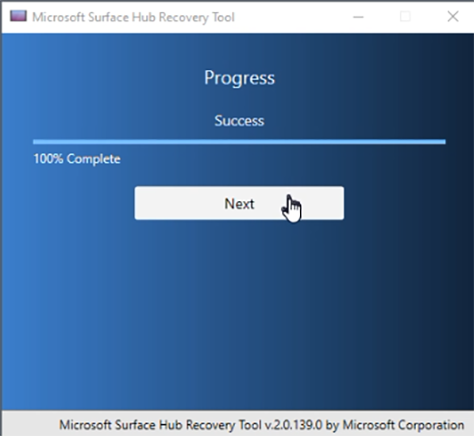 Microsoft Surface Hub Recovery Tool
Progress
Success
100% Complete
Next
Microsoft Surface Hub Recovery Tool v.2.0.139.0 by Microsoft Corporation